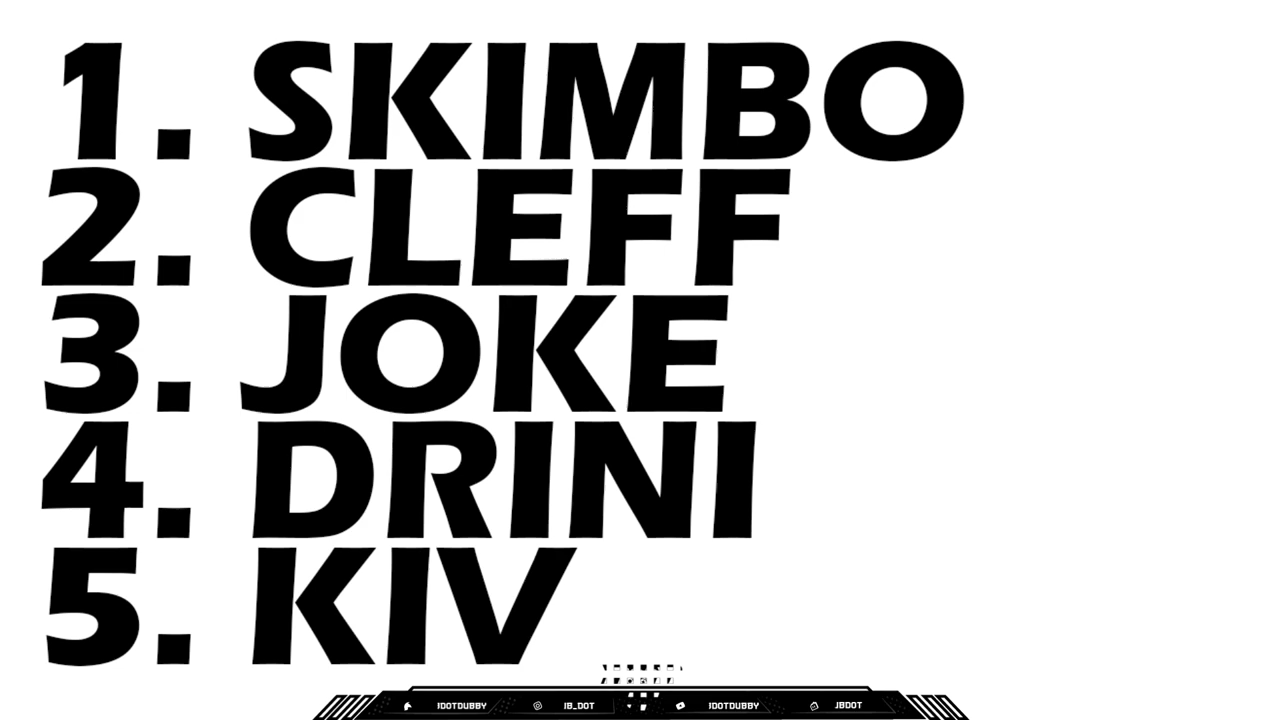 1. SKIMBO
2. CLEFF
3. JOKE
4. DRINI
5. KIV
IDOTDUBBY IB_DOT IDOTDUBBY JBDOT